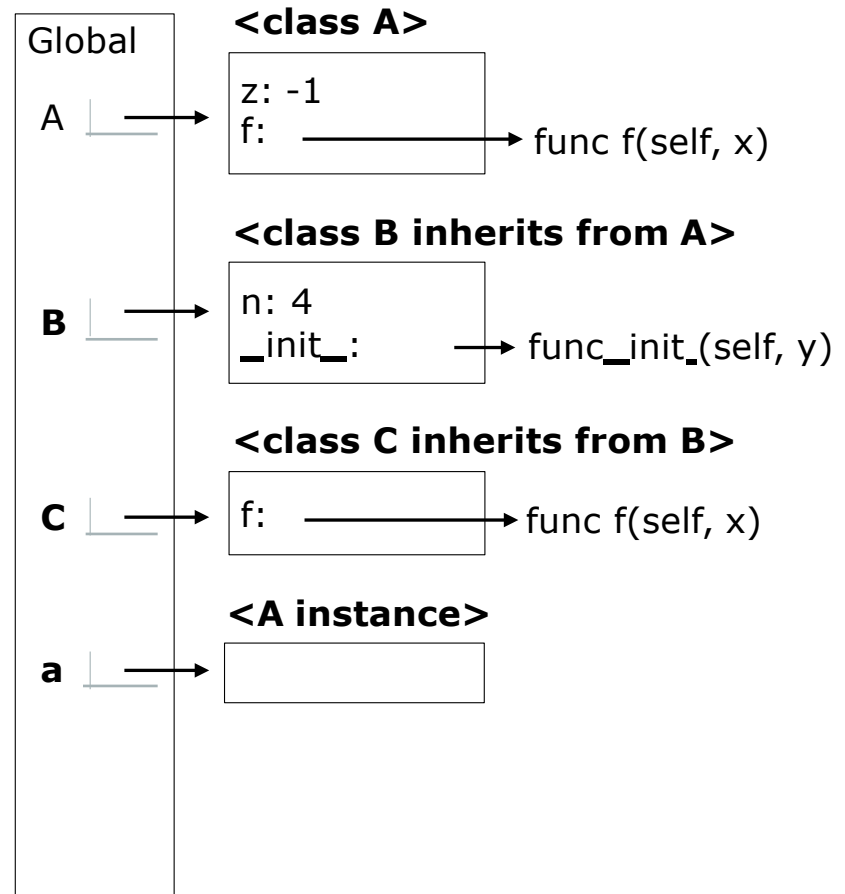 Global
<class A>
A
z: -1
f:
func f(self, x)
<class B inherits from A>
B
n: 4
_init_:
func_init_(self, y)
<class C inherits from B>
C
f:
func f(self, x)
<A instance>
a